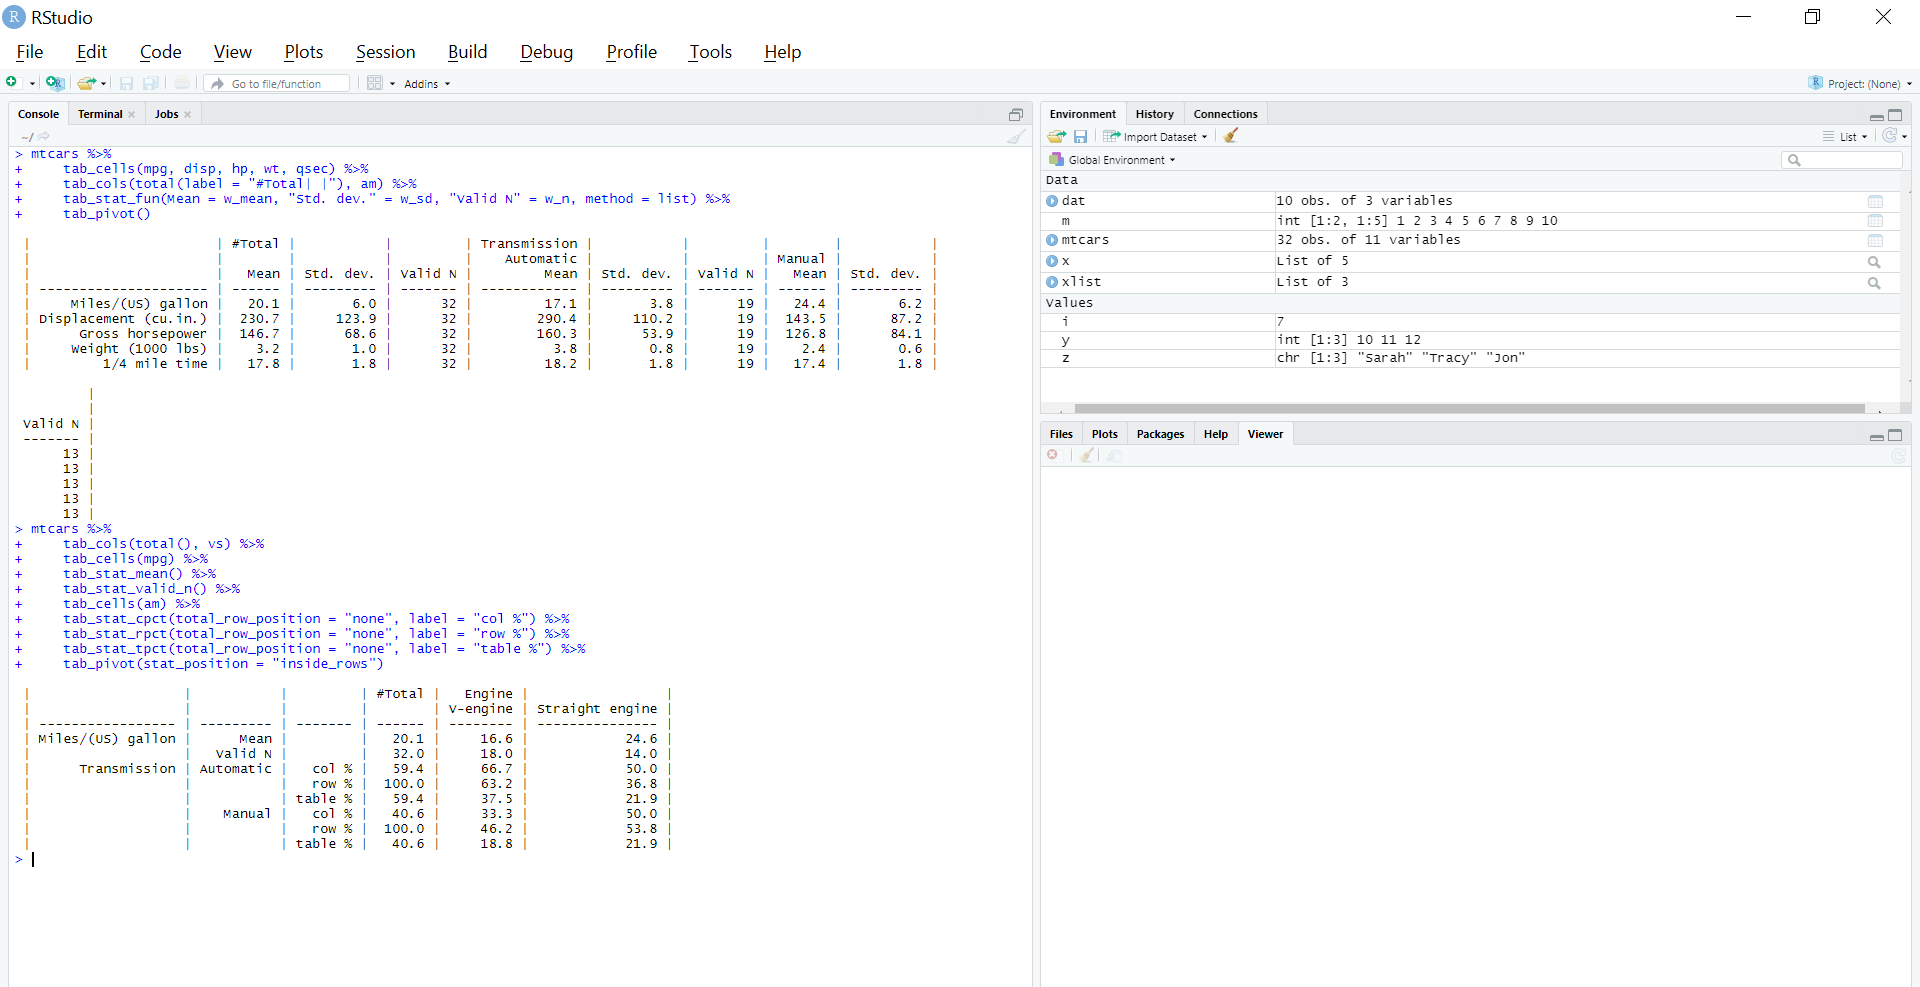 RStudio
File Edit Code View Plots Session Build Debug Profile Tools Help
Go to file/function Addins Project: (None)
Console Terminal Jobs
~/
> mtcars %>%
+     tab_cells(mpg, disp, hp, wt, qsec) %>%
+     tab_cols(total(label = "#Total| |"), am) %>%
+     tab_stat_fun(Mean = w_mean, "Std. dev." = w_sd, "Valid N" = w_n, method = list) %>%
+     tab_pivot()
| | #Total | | | Transmission | | | | |
| | | | | Automatic | | | Manual | |
| | Mean | Std. dev. | Valid N | Mean | Std. dev. | Valid N | Mean | Std. dev. |
| --------------------- | ------ | --------- | ------- | ------------ | --------- | ------- | ------ | --------- |
| Miles/(US) gallon | 20.1 | 6.0 | 32 | 17.1 | 3.8 | 19 | 24.4 | 6.2 |
| Displacement (cu.in.) | 230.7 | 123.9 | 32 | 290.4 | 110.2 | 19 | 143.5 | 87.2 |
| Gross horsepower | 146.7 | 68.6 | 32 | 160.3 | 53.9 | 19 | 126.8 | 84.1 |
| Weight (1000 lbs) | 3.2 | 1.0 | 32 | 3.8 | 0.8 | 19 | 2.4 | 0.6 |
| 1/4 mile time | 17.8 | 1.8 | 32 | 18.2 | 1.8 | 19 | 17.4 | 1.8 |
|
|
Valid N |
------- |
13 |
13 |
13 |
13 |
13 |
> mtcars %>%
+     tab_cols(total(), vs) %>%
+     tab_cells(mpg) %>%
+     tab_stat_mean() %>%
+     tab_stat_valid_n() %>%
+     tab_cells(am) %>%
+     tab_stat_cpct(total_row_position = "none", label = "col %") %>%
+     tab_stat_rpct(total_row_position = "none", label = "row %") %>%
+     tab_stat_tpct(total_row_position = "none", label = "table %") %>%
+     tab_pivot(stat_position = "inside_rows")
| | | | #Total | Engine | |
| | | | | V-engine | Straight engine |
| ----------------- | --------- | ------- | ------ | -------- | --------------- |
| Miles/(US) gallon | Mean | | 20.1 | 16.6 | 24.6 |
| | Valid N | | 32.0 | 18.0 | 14.0 |
| Transmission | Automatic | col % | 59.4 | 66.7 | 50.0 |
| | | row % | 100.0 | 63.2 | 36.8 |
| | | table % | 59.4 | 37.5 | 21.9 |
| | Manual | col % | 40.6 | 33.3 | 50.0 |
| | | row % | 100.0 | 46.2 | 53.8 |
| | | table % | 40.6 | 18.8 | 21.9 |
>
Environment History Connections
Import Dataset List
Global Environment
Data
dat 10 obs. of 3 variables
m int [1:2, 1:5] 1 2 3 4 5 6 7 8 9 10
mtcars 32 obs. of 11 variables
x List of 5
xlist List of 3
Values
i 7
y int [1:3] 10 11 12
z chr [1:3] "Sarah" "Tracy" "Jon"
Files Plots Packages Help Viewer